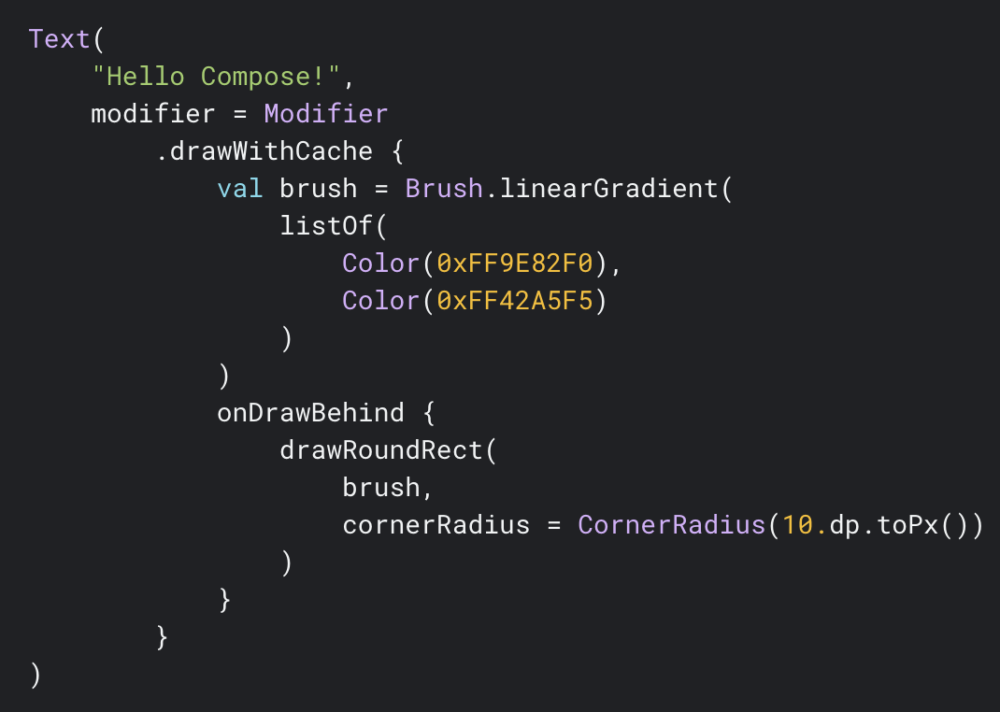 Text(
    "Hello Compose!",
    modifier = Modifier
        .drawWithCache {
            val brush = Brush.linearGradient(
                listOf(
                    Color(0xFF9E82F0),
                    Color(0xFF42A5F5)
                )
            )
            onDrawBehind {
                drawRoundRect(
                    brush,
                    cornerRadius = CornerRadius(10.dp.toPx())
                )
            }
        }
)